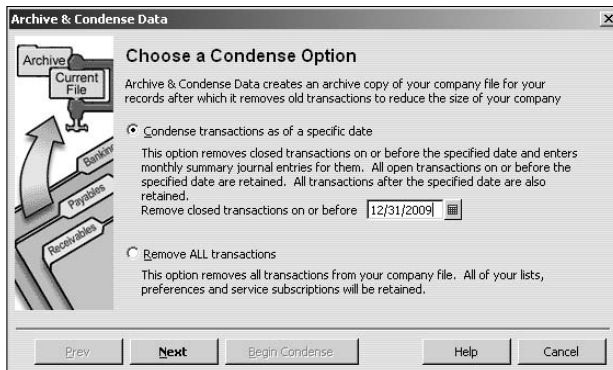 Archive & Condense Data
Archive
Current
File
Banking
Payables
Receivables
Choose a Condense Option
Archive & Condense Data creates an archive copy of your company file for your
records after which it removes old transactions to reduce the size of your company
Condense transactions as of a specific date
This option removes closed transactions on or before the specified date and enters
monthly summary journal entries for them. All open transactions on or before the
specified date are retained. All transactions after the specified date are also
retained.
Remove closed transactions on or before 12/31/2009
Remove ALL transactions
This option removes all transactions from your company file. All of your lists,
preferences and service subscriptions will be retained.
Prev Next Begin Condense Help Cancel